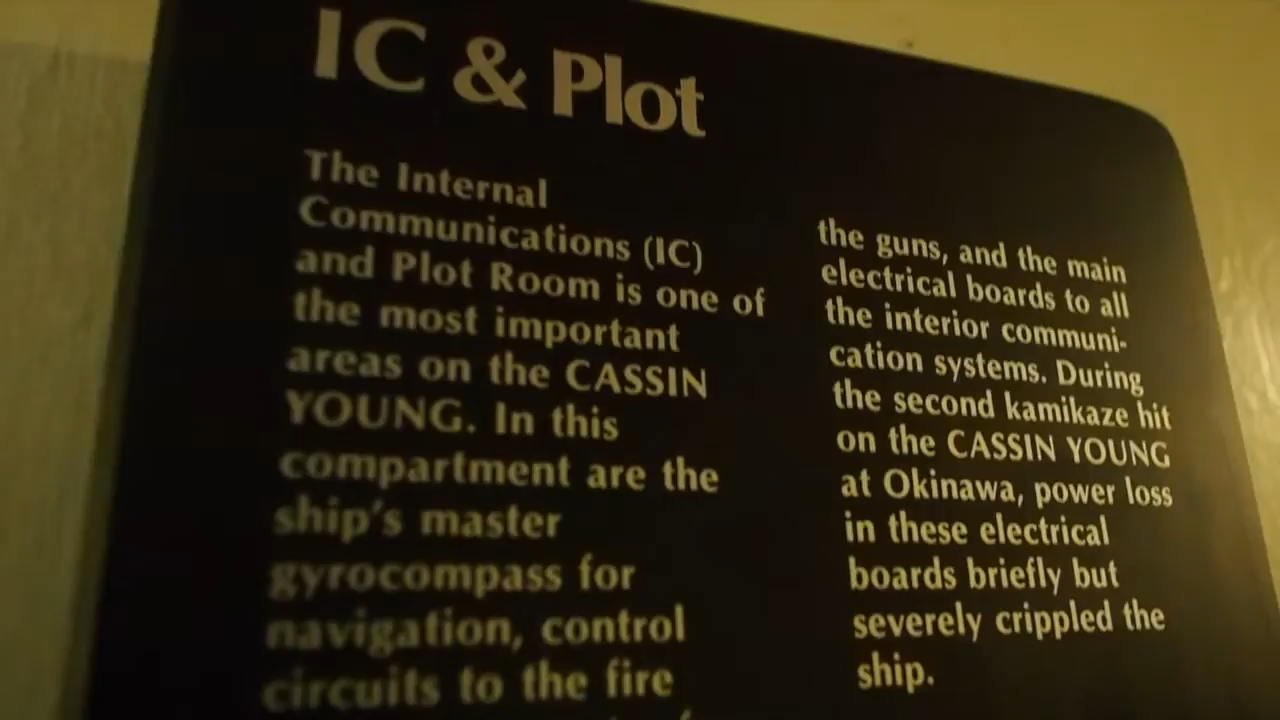 IC & Plot
The Internal
Communications (IC)
and Plot Room is one of
the most important
areas on the CASSIN
YOUNG. In this
compartment are the
ship's master
gyrocompass for
navigation, control
circuits to the fire
the guns, and the main
electrical boards to all
the interior communi-
cation systems. During
the second kamikaze hit
on the CASSIN YOUNG
at Okinawa, power loss
in these electrical
boards briefly but
severely crippled the
ship.